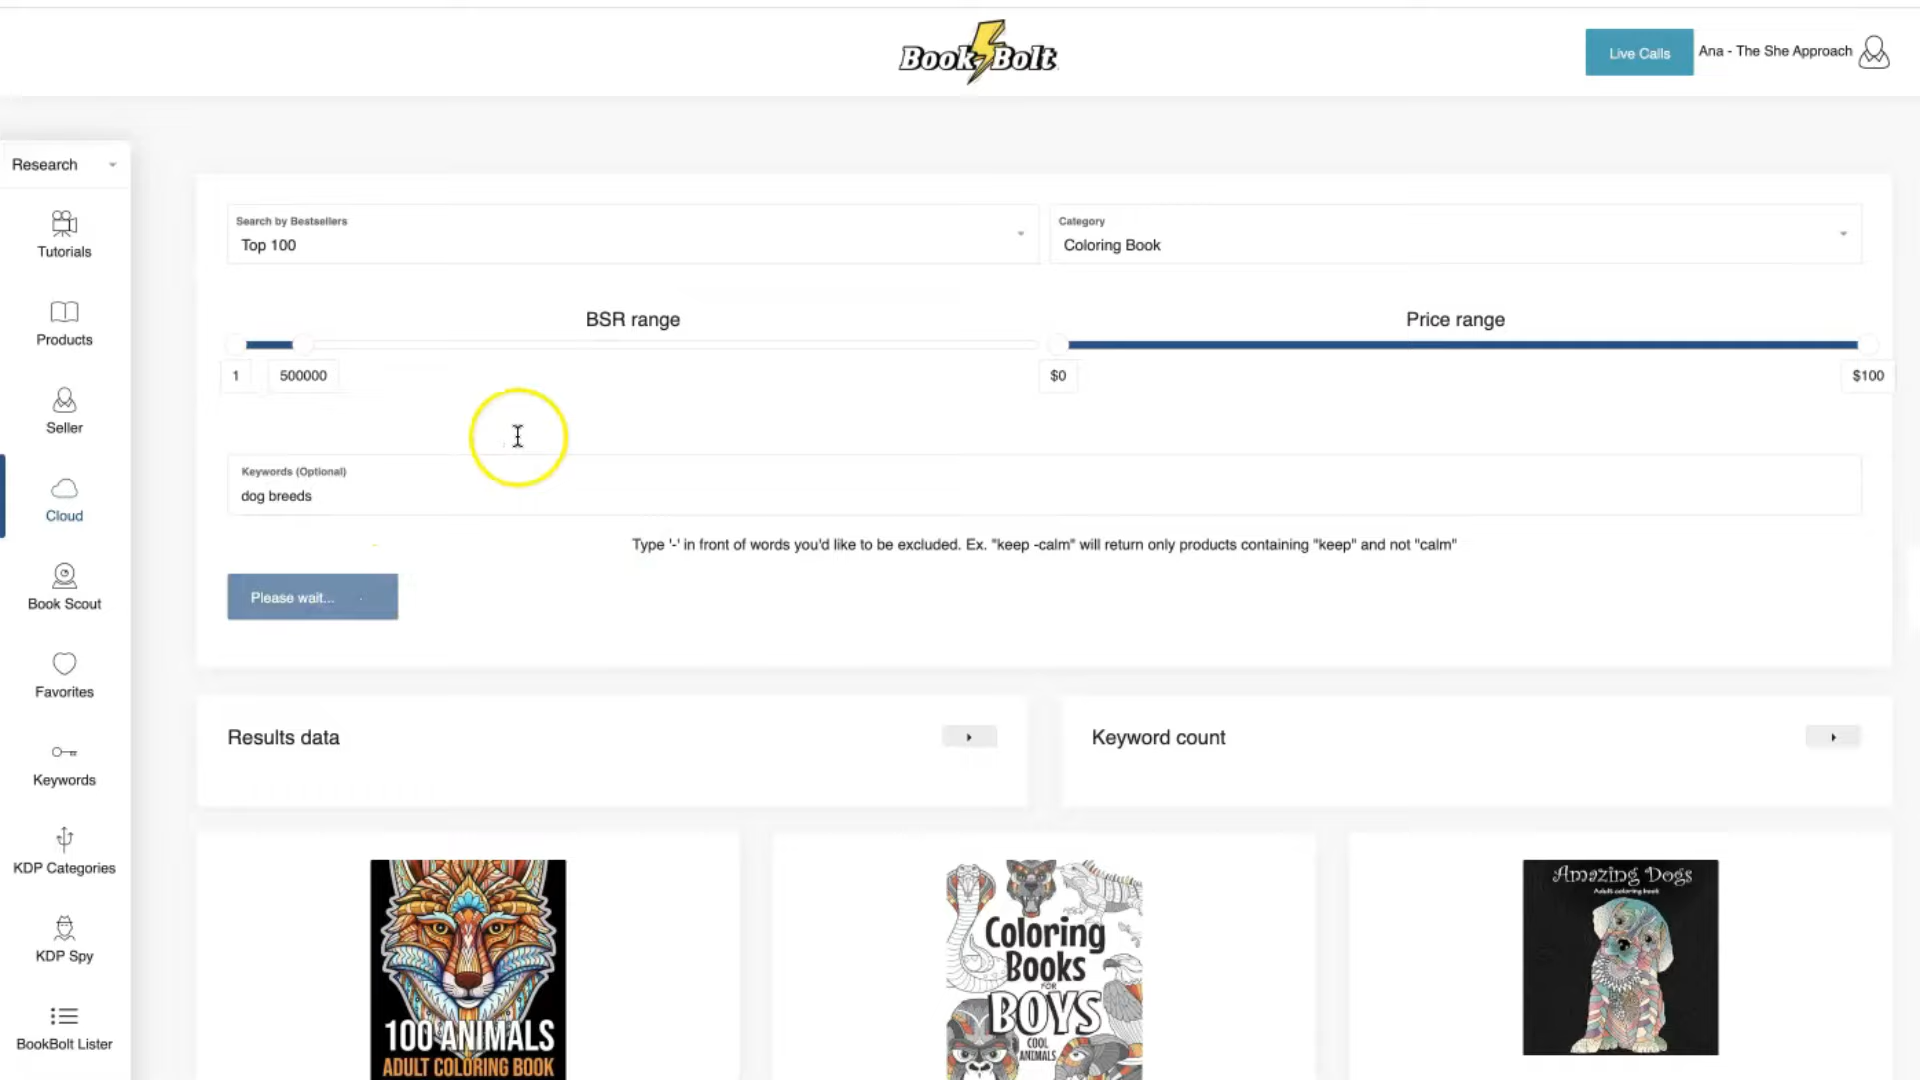 Book Bolt
Live Calls
Ana - The She Approach
Research
Tutorials
Products
Seller
Cloud
Book Scout
Favorites
Keywords
KDP Categories
KDP Spy
BookBolt Lister
Search by Bestsellers
Top 100
Category
Coloring Book
BSR range
Price range
1
500000
$0
$100
Keywords (Optional)
dog breeds
Type '-' in front of words you'd like to be excluded. Ex. "keep -calm" will return only products containing "keep" and not "calm"
Please wait...
Results data
Keyword count
100 ANIMALS
ADULT COLORING BOOK
Coloring
Books
FOR
BOYS
COOL
ANIMALS
Amazing Dogs
Adult coloring book